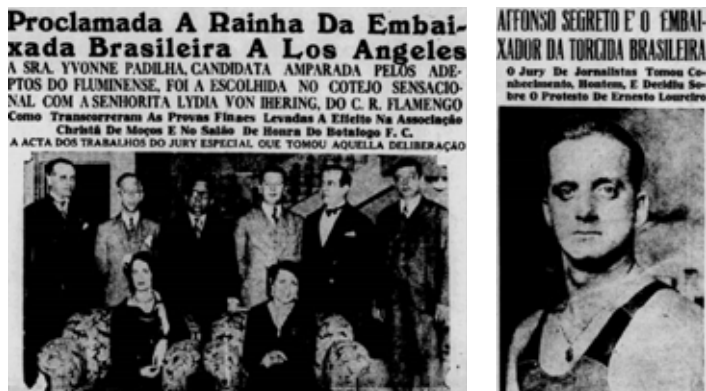 Proclamada A Rainha Da Embai-
xada Brasileira A Los Angeles
A SRA. YVONNE PADILHA, CANDIDATA AMPARADA PELOS ADE-
PTOS DO FLUMINENSE, FOI A ESCOLHIDA NO COTEJO SENSACIO-
NAL COM A SENHORITA LYDIA VON IHERING, DO C. R. FLAMENGO
Como Transcorreram As Provas Finaes Levadas A Effeito Na Associação
Christã De Moços E No Salão De Honra Do Botafogo F. C.
A ACTA DOS TRABALHOS DO JURY ESPECIAL QUE TOMOU AQUELLA DELIBERAÇÃO
AFFONSO SEGRETO E' O EMBAI-
XADOR DA TORCIDA BRASILEIRA
O Jury De Jornalistas Tomou Co-
nhecimento, Hontem, E Decidiu So-
bre O Protesto De Ernesto Loureiro